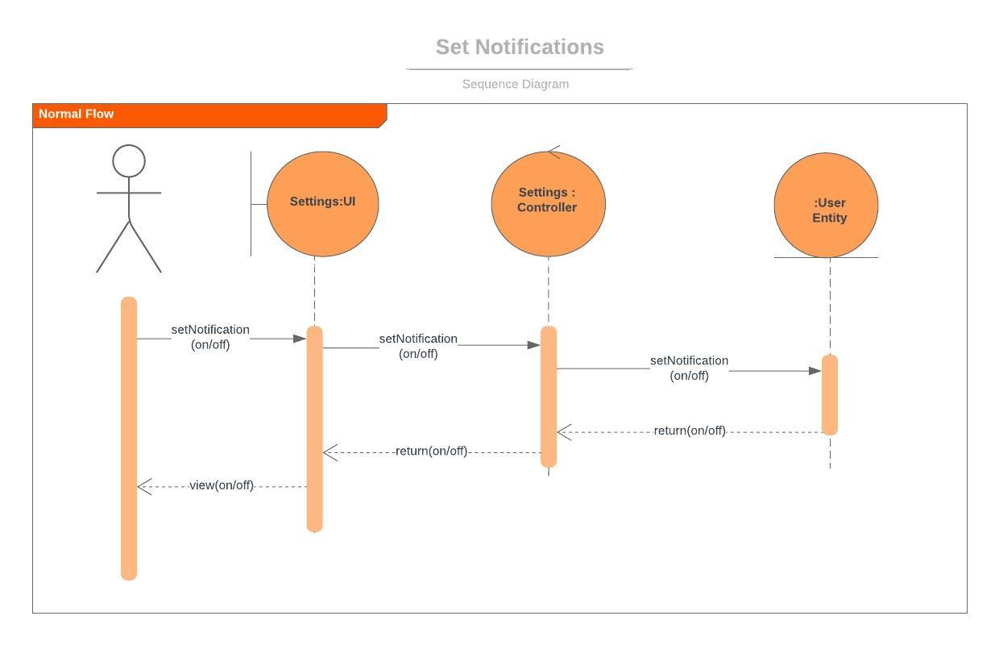 Set Notifications
Sequence Diagram
Normal Flow
Settings:UI
Settings :
Controller
:User
Entity
setNotification
(on/off)
setNotification
(on/off)
setNotification
(on/off)
return(on/off)
return(on/off)
view(on/off)